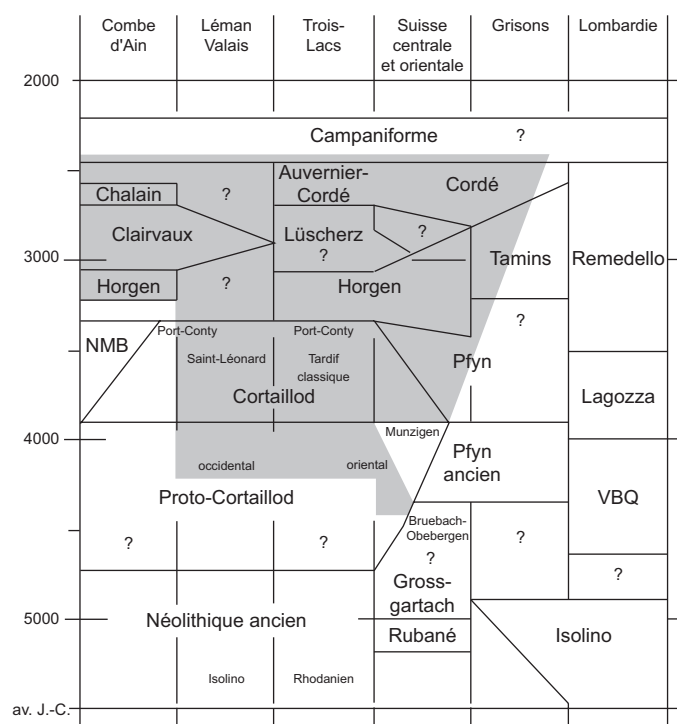 Combe
d'Ain
Léman
Valais
Trois-
Lacs
Suisse
centrale
et orientale
Grisons
Lombardie
2000
Campaniforme ?
Chalain
?
Auvernier-
Cordé
Cordé
Clairvaux
Lüscherz
?
?
3000
Tamins
Remedello
Horgen
?
Horgen
?
NMB
Port-Conty
Port-Conty
Saint-Léonard
Tardif
classique
Pfyn
Cortaillod
Lagozza
4000
Munzigen
Pfyn
ancien
occidental
oriental
Proto-Cortaillod
VBQ
Bruebach-
Obebergen
?
?
?
?
?
Gross-
gartach
5000
Néolithique ancien
Rubané
Isolino
Isolino
Rhodanien
av. J.-C.